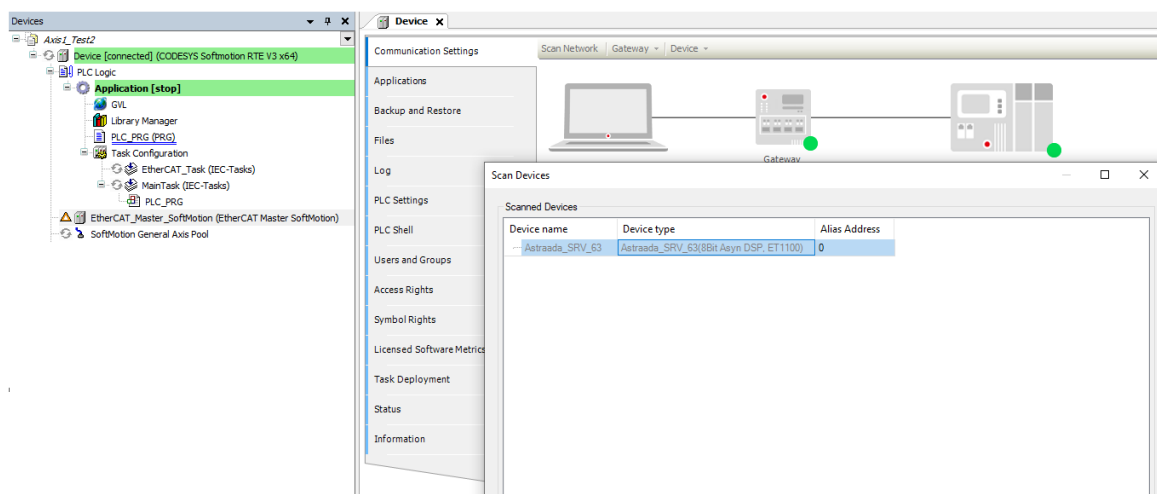 Devices
Axis1_Test2
Device [connected] (CODESYS Softmotion RTE V3 x64)
PLC Logic
Application [stop]
GVL
Library Manager
PLC_PRG (PRG)
Task Configuration
EtherCAT_Task (IEC-Tasks)
MainTask (IEC-Tasks)
PLC_PRG
EtherCAT_Master_SoftMotion (EtherCAT Master SoftMotion)
SoftMotion General Axis Pool
Device
Communication Settings
Applications
Backup and Restore
Files
Log
PLC Settings
PLC Shell
Users and Groups
Access Rights
Symbol Rights
Licensed Software Metrics
Task Deployment
Status
Information
Scan Network Gateway Device
Gateway
Scan Devices
Scanned Devices
Device name Device type Alias Address
Astraada_SRV_63 Astraada_SRV_63(8Bit Asyn DSP, ET1100) 0